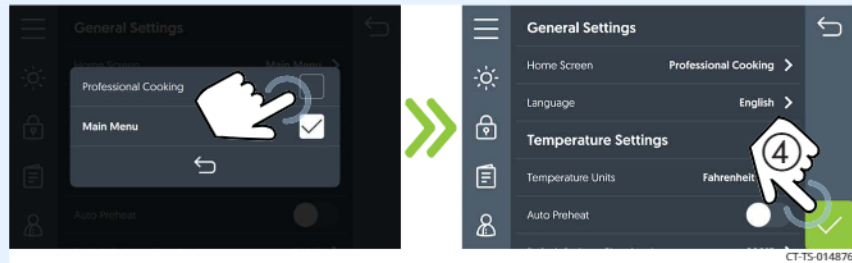 General Settings
Home Screen Main Menu
Professional Cooking
Main Menu
Auto Preheat
General Settings
Home Screen Professional Cooking
Language English
Temperature Settings
4
Temperature Units Fahrenheit
Auto Preheat
CT-TS-014876